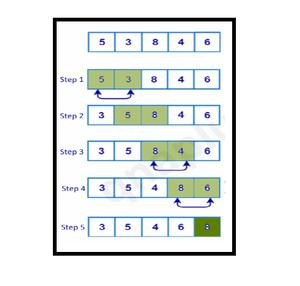 5 3 8 4 6
Step 1 5 3 8 4 6
Step 2 3 5 8 4 6
Step 3 3 5 8 4 6
Step 4 3 5 4 8 6
Step 5 3 5 4 6 8